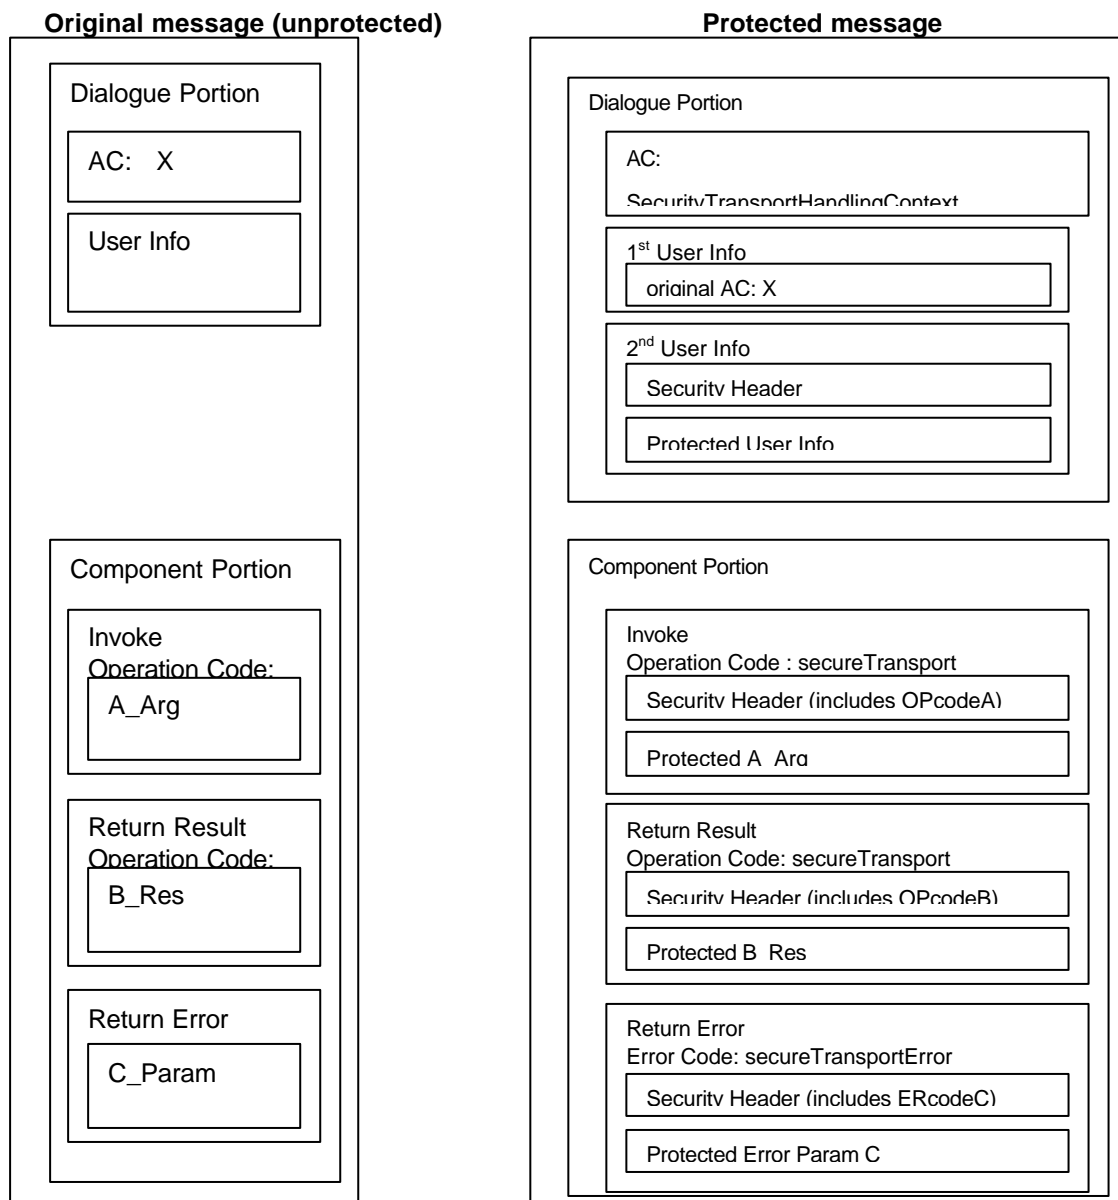 Original message (unprotected)
Dialogue Portion
AC: X
User Info
Component Portion
Invoke
Operation Code:
A_Arg
Return Result
Operation Code:
B_Res
Return Error
C_Param
Protected message
Dialogue Portion
AC:
SecurityTransportHandlingContext
1st User Info
original AC: X
2nd User Info
Security Header
Protected User Info
Component Portion
Invoke
Operation Code : secureTransport
Security Header (includes OPcodeA)
Protected A_Arg
Return Result
Operation Code: secureTransport
Security Header (includes OPcodeB)
Protected B_Res
Return Error
Error Code: secureTransportError
Security Header (includes ERcodeC)
Protected Error Param C